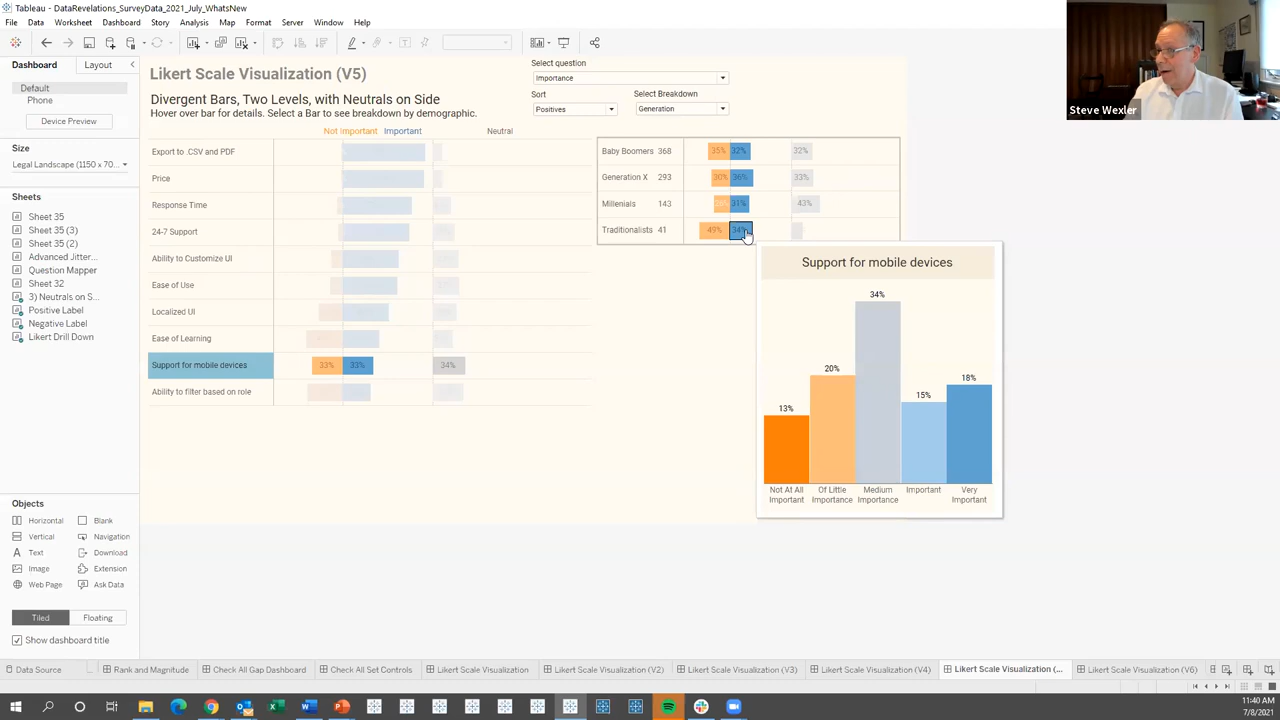 Tableau - DataRevelations_SurveyData_2021_July_WhatsNew
File Data Worksheet Dashboard Story Analysis Map Format Server Window Help
Dashboard Layout
Default
Phone
Device Preview
Size
Legal Landscape (1150 x 70...
Sheets
Sheet 35
Sheet 35 (3)
Sheet 35 (2)
Advanced Jitter...
Question Mapper
Sheet 32
3) Neutrals on S...
Positive Label
Negative Label
Likert Drill Down
Objects
Horizontal Blank
Vertical Navigation
Text Download
Image Extension
Web Page Ask Data
Tiled Floating
Show dashboard title
Likert Scale Visualization (V5)
Divergent Bars, Two Levels, with Neutrals on Side
Hover over bar for details. Select a Bar to see breakdown by demographic.
Select question
Importance
Sort Select Breakdown
Positives Generation
Not Important Important Neutral
Export to .CSV and PDF
Price
Response Time
24-7 Support
Ability to Customize UI
Ease of Use
Localized UI
Ease of Learning
Support for mobile devices 33% 33% 34%
Ability to filter based on role
Baby Boomers 368 35% 32% 32%
Generation X 293 30% 36% 33%
Millenials 143 31% 43%
Traditionalists 41 49% 34%
Support for mobile devices
13% 20% 34% 15% 18%
Not At All Important
Of Little Importance
Medium Importance
Important
Very Important
Steve Wexler
Data Source Rank and Magnitude Check All Gap Dashboard Check All Set Controls Likert Scale Visualization Likert Scale Visualization (V2) Likert Scale Visualization (V3) Likert Scale Visualization (V4) Likert Scale Visualization (... Likert Scale Visualization (V6)
11:40 AM
7/8/2021